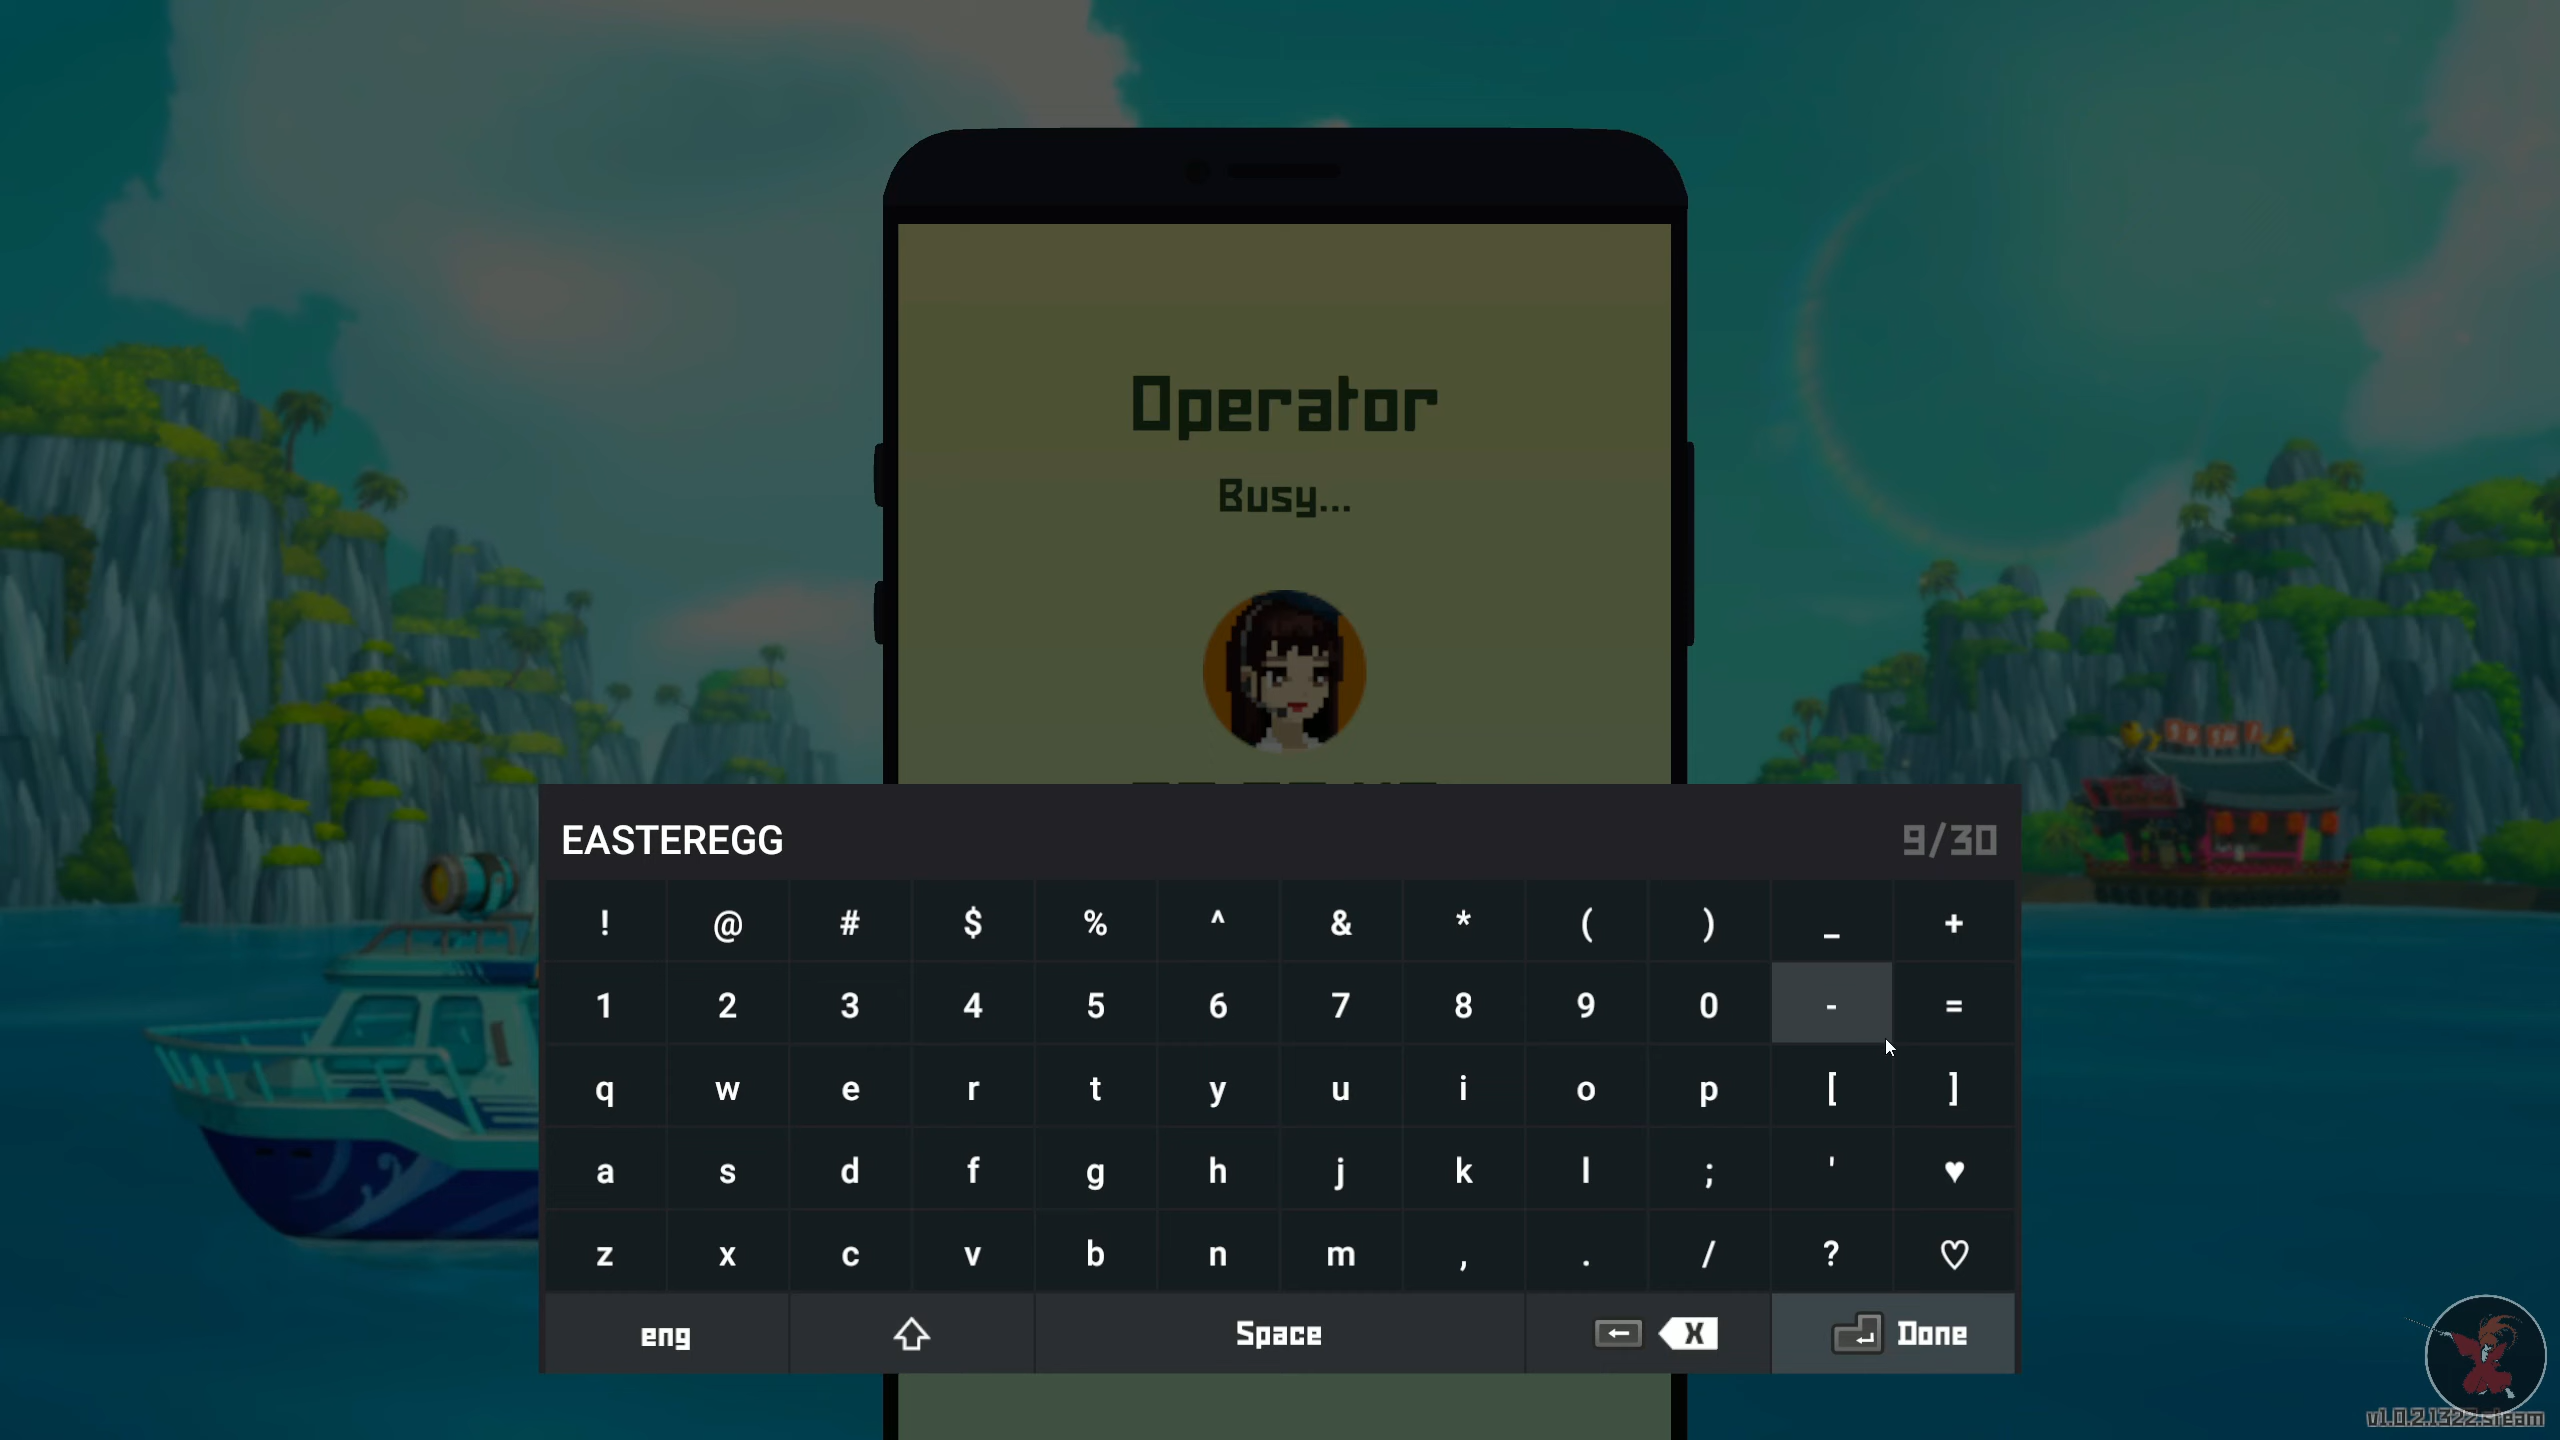 Operator
Busy...
EASTEREGG
9/30
! @ # $ % ^ & * ( ) _ +
1 2 3 4 5 6 7 8 9 0 - =
q w e r t y u i o p [ ]
a s d f g h j k l ; ' ♥
z x c v b n m , . / ? ♡
eng Space X Done
v1.0.2.1322.steam